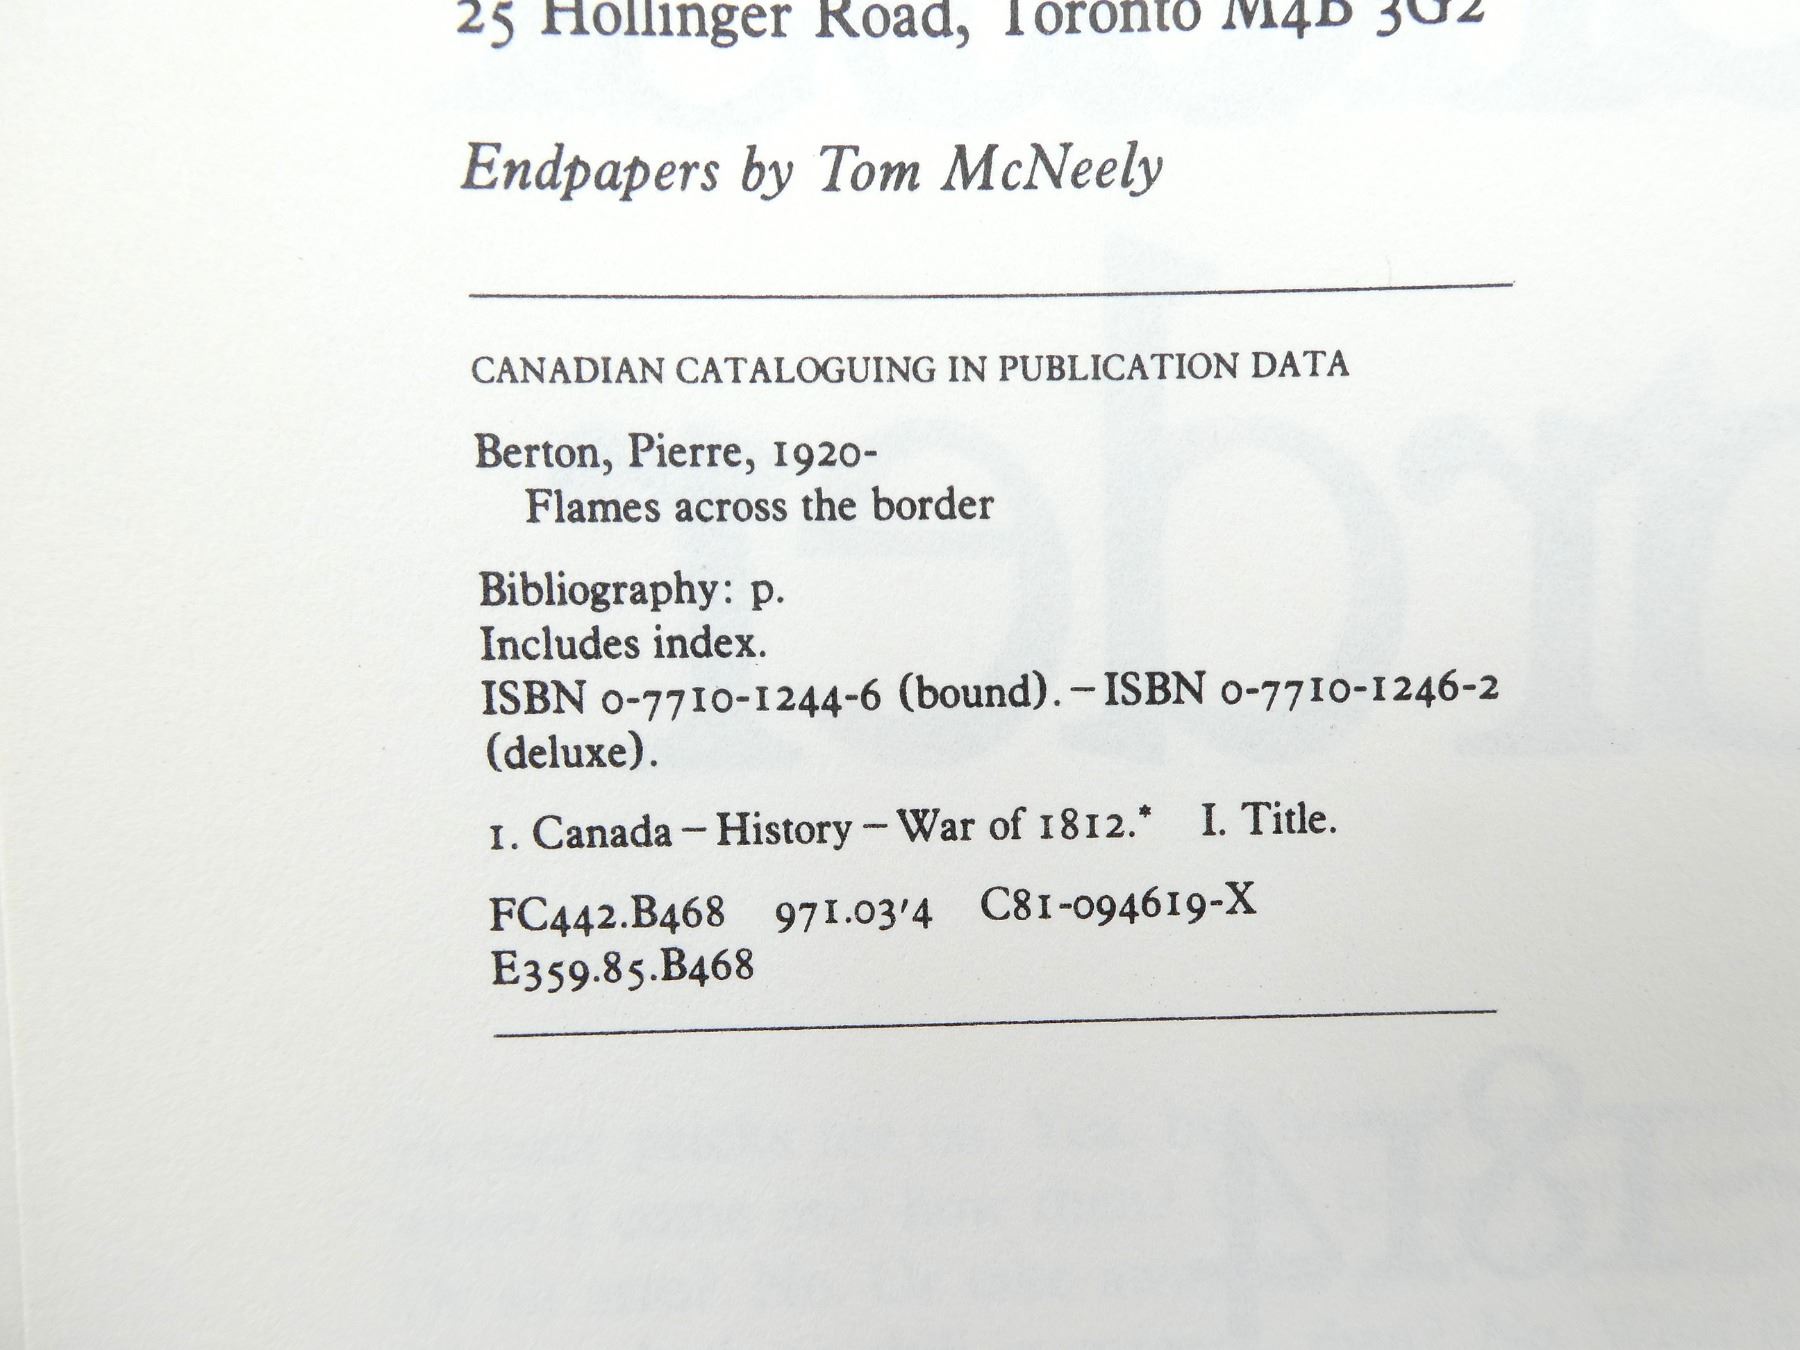 25 Hollinger Road, Toronto M4B 3G2
Endpapers by Tom McNeely
CANADIAN CATALOGUING IN PUBLICATION DATA
Berton, Pierre, 1920-
Flames across the border
Bibliography: p.
Includes index.
ISBN 0-7710-1244-6 (bound). – ISBN 0-7710-1246-2
(deluxe).
1. Canada – History – War of 1812.* I. Title.
FC442.B468 971.03'4 C81-094619-X
E359.85.B468